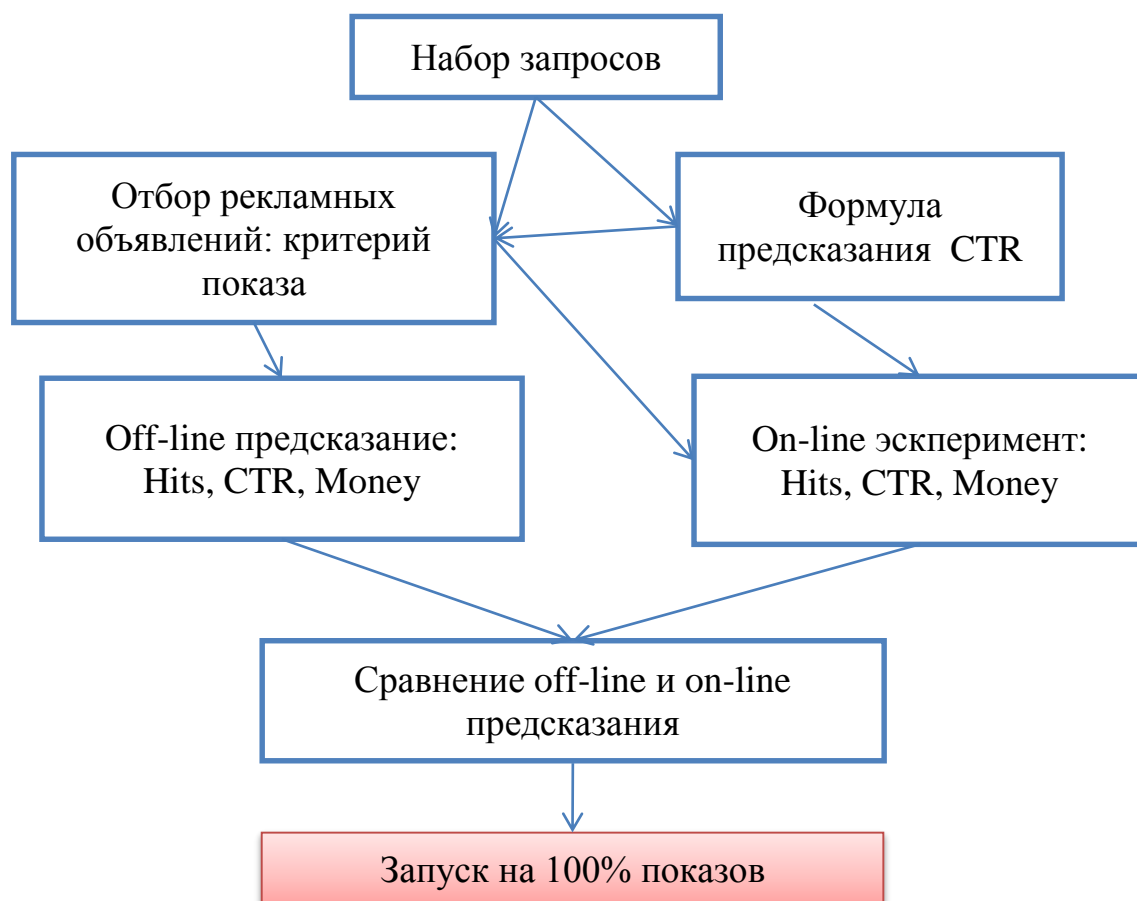 Набор запросов
Отбор рекламных
объявлений: критерий
показа
Формула
предсказания CTR
Off-line предсказание:
Hits, CTR, Money
On-line эскперимент:
Hits, CTR, Money
Сравнение off-line и on-line
предсказания
Запуск на 100% показов